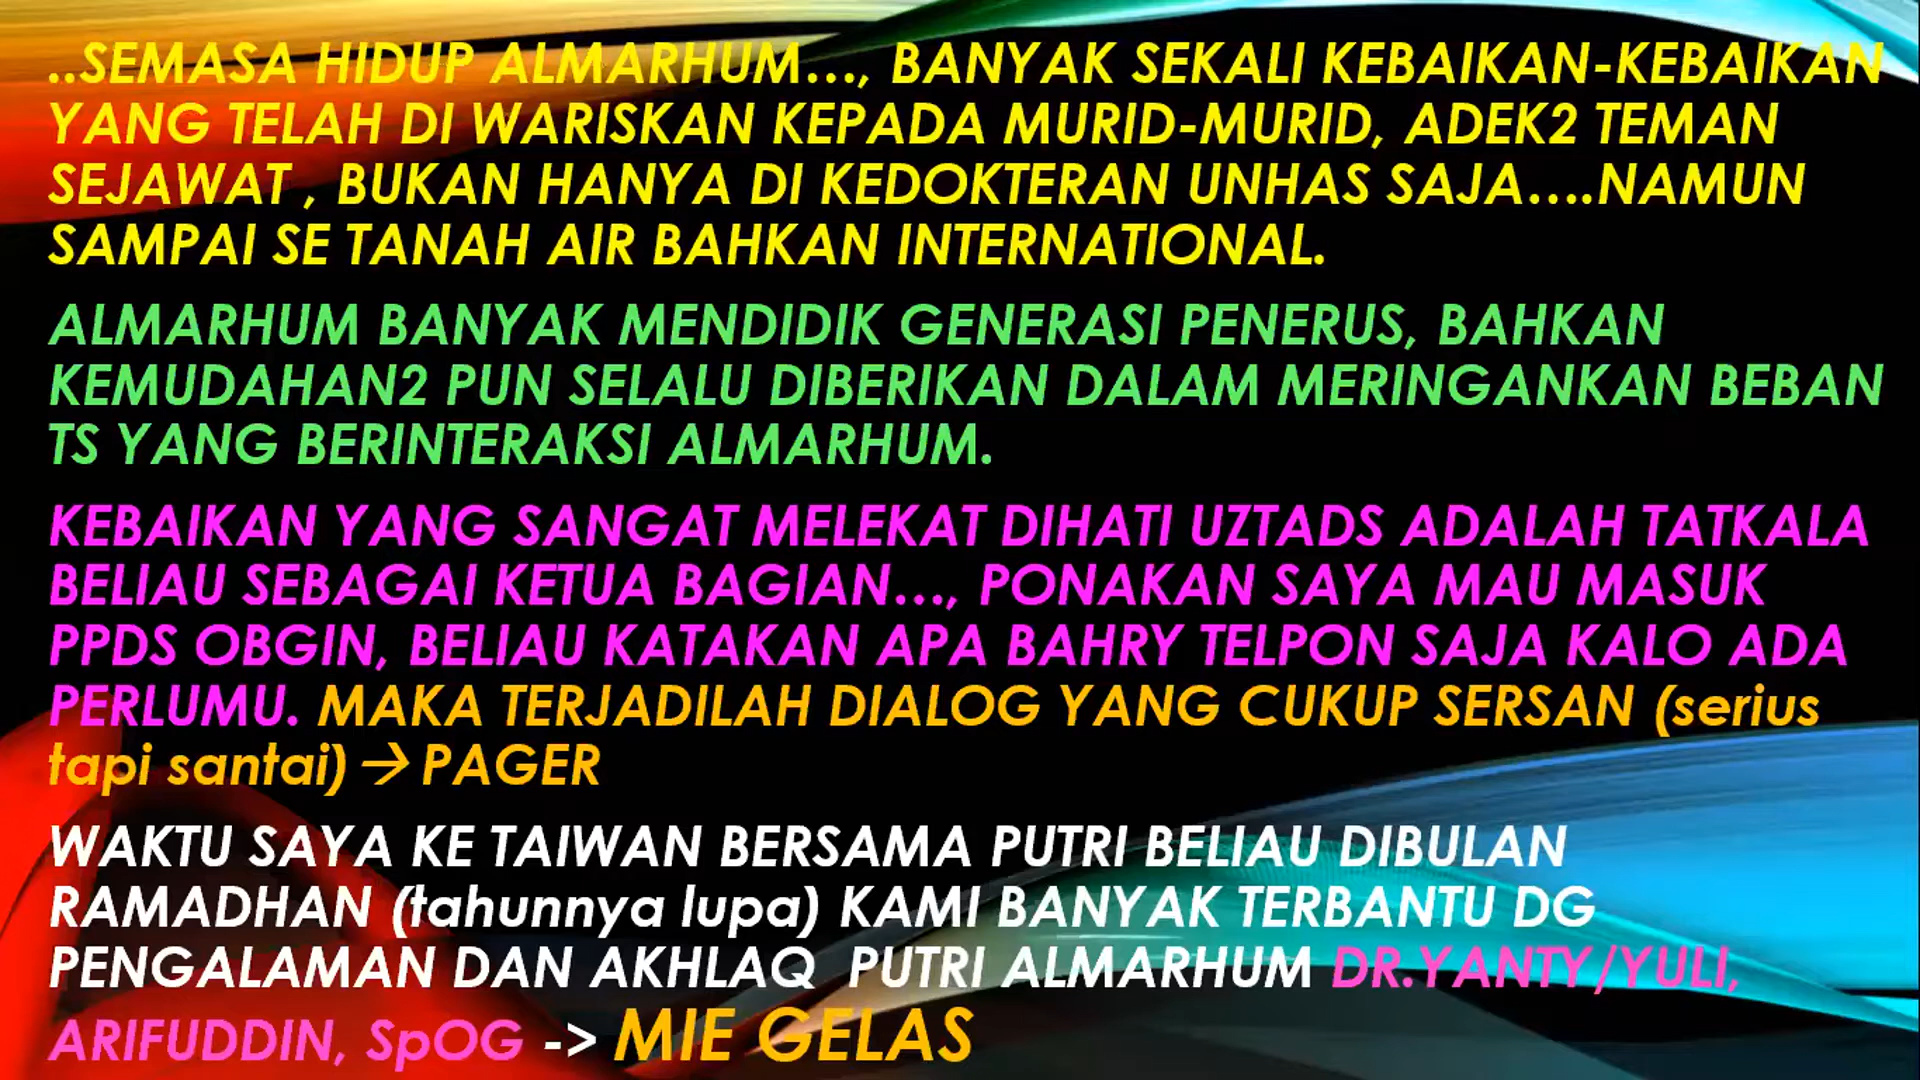 ..SEMASA HIDUP ALMARHUM..., BANYAK SEKALI KEBAIKAN-KEBAIKAN
YANG TELAH DI WARISKAN KEPADA MURID-MURID, ADEK2 TEMAN
SEJAWAT , BUKAN HANYA DI KEDOKTERAN UNHAS SAJA....NAMUN
SAMPAI SE TANAH AIR BAHKAN INTERNATIONAL.
ALMARHUM BANYAK MENDIDIK GENERASI PENERUS, BAHKAN
KEMUDAHAN2 PUN SELALU DIBERIKAN DALAM MERINGANKAN BEBAN
TS YANG BERINTERAKSI ALMARHUM.
KEBAIKAN YANG SANGAT MELEKAT DIHATI UZTADS ADALAH TATKALA
BELIAU SEBAGAI KETUA BAGIAN..., PONAKAN SAYA MAU MASUK
PPDS OBGIN, BELIAU KATAKAN APA BAHRY TELPON SAJA KALO ADA
PERLUMU. MAKA TERJADILAH DIALOG YANG CUKUP SERSAN (serius
tapi santai) → PAGER
WAKTU SAYA KE TAIWAN BERSAMA PUTRI BELIAU DIBULAN
RAMADHAN (tahunnya lupa) KAMI BANYAK TERBANTU DG
PENGALAMAN DAN AKHLAQ PUTRI ALMARHUM DR.YANTY/YULI,
ARIFUDDIN, SpOG -> MIE GELAS